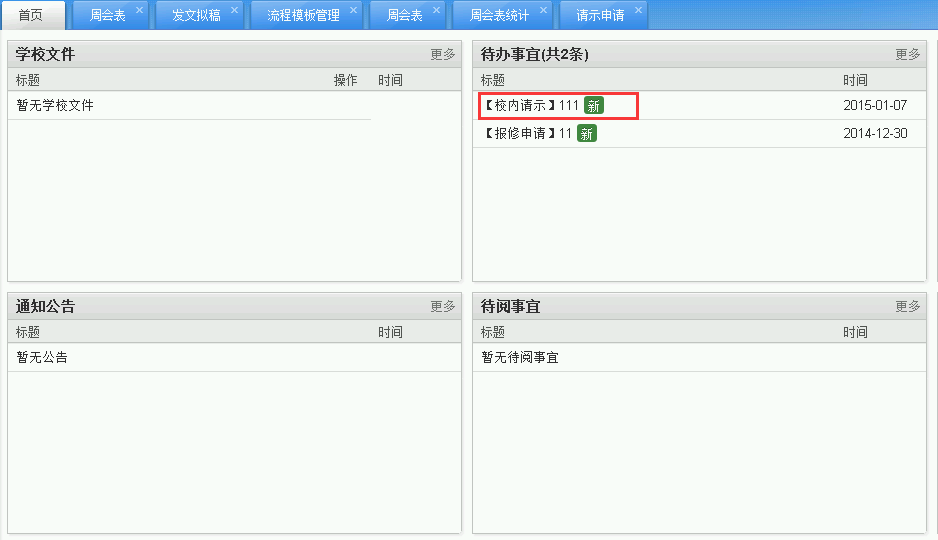 首页 周会表 发文拟稿 流程模板管理 周会表 周会表统计 请示申请
学校文件 更多
标题 操作 时间
暂无学校文件
待办事宜(共2条) 更多
标题 时间
【校内请示】111 新 2015-01-07
【报修申请】11 新 2014-12-30
通知公告 更多
标题 时间
暂无公告
待阅事宜 更多
标题 时间
暂无待阅事宜